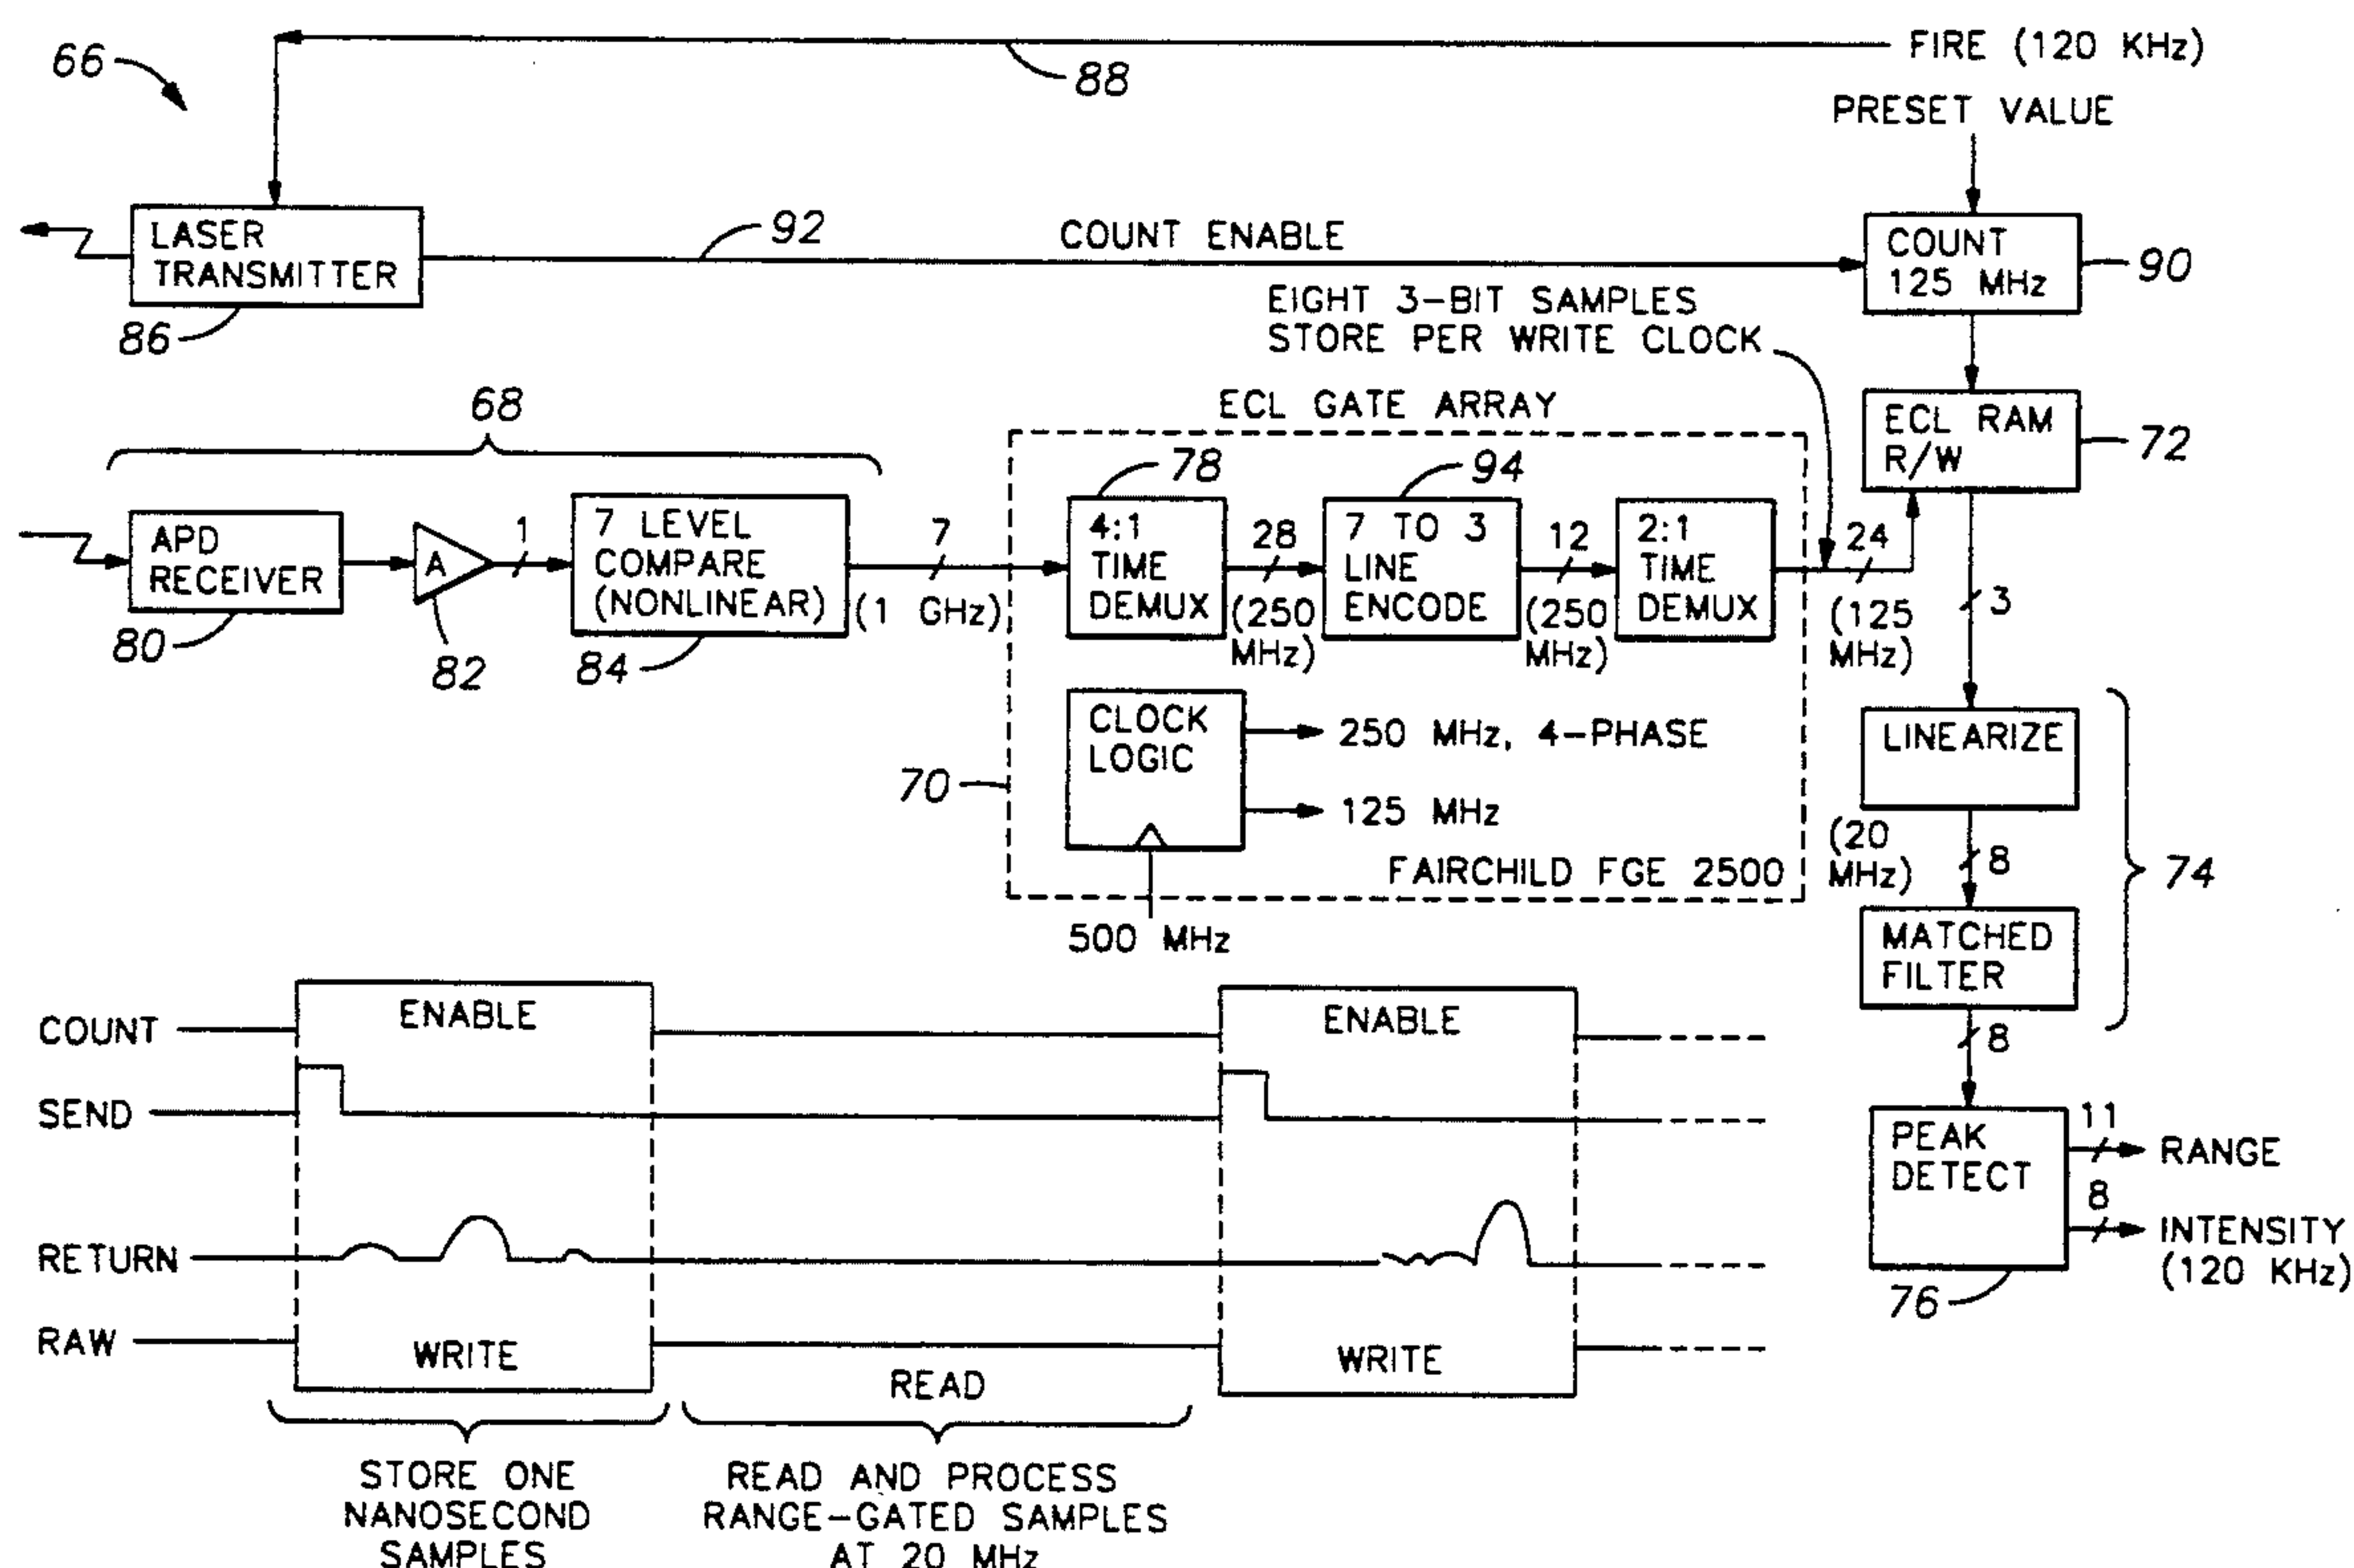 66
88
FIRE (120 KHz)
PRESET VALUE
LASER
TRANSMITTER
86
92
COUNT ENABLE
COUNT
125 MHz
90
EIGHT 3-BIT SAMPLES
STORE PER WRITE CLOCK
68
ECL GATE ARRAY
ECL RAM
R/W
72
APD
RECEIVER
80
A
82
1
7 LEVEL
COMPARE
(NONLINEAR)
84
7
(1 GHz)
78
4:1
TIME
DEMUX
28
(250
MHz)
94
7 TO 3
LINE
ENCODE
12
(250
MHz)
2:1
TIME
DEMUX
24
(125
MHz)
3
CLOCK
LOGIC
250 MHz, 4-PHASE
125 MHz
70
FAIRCHILD FGE 2500
500 MHz
LINEARIZE
(20
MHz)
8
74
MATCHED
FILTER
8
PEAK
DETECT
11
RANGE
8
INTENSITY
(120 KHz)
76
COUNT
ENABLE
ENABLE
SEND
RETURN
RAW
WRITE
READ
WRITE
STORE ONE
NANOSECOND
SAMPLES
READ AND PROCESS
RANGE-GATED SAMPLES
AT 20 MHz